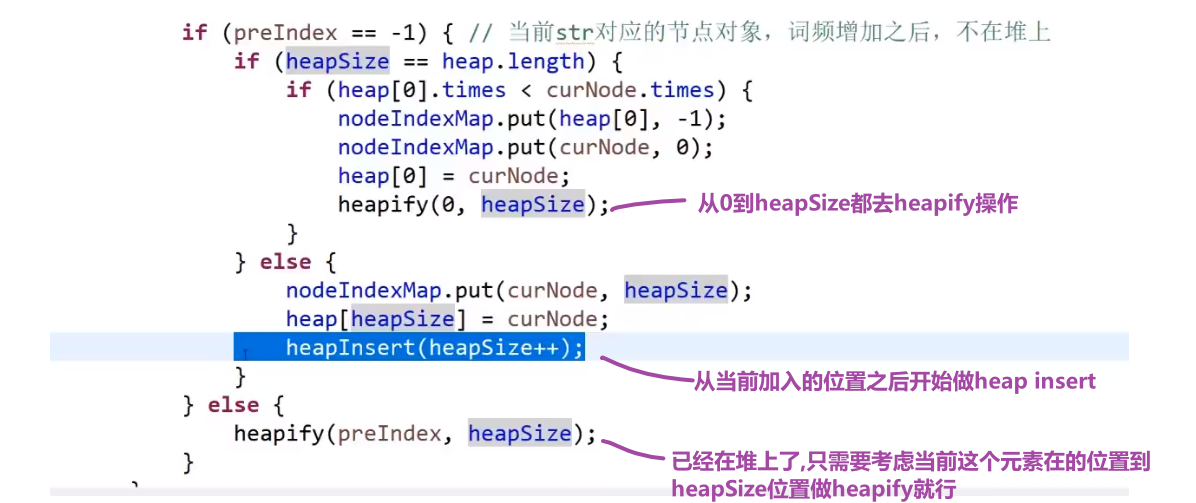 if (preIndex == -1) { // 当前str对应的节点对象，词频增加之后，不在堆上
if (heapSize == heap.length) {
if (heap[0].times < curNode.times) {
nodeIndexMap.put(heap[0], -1);
nodeIndexMap.put(curNode, 0);
heap[0] = curNode;
heapify(0, heapSize);
从0到heapSize都去heapify操作
}
} else {
nodeIndexMap.put(curNode, heapSize);
heap[heapSize] = curNode;
heapInsert(heapSize++);
从当前加入的位置之后开始做heap insert
}
} else {
heapify(preIndex, heapSize);
已经在堆上了,只需要考虑当前这个元素在的位置到
heapSize位置做heapify就行
}